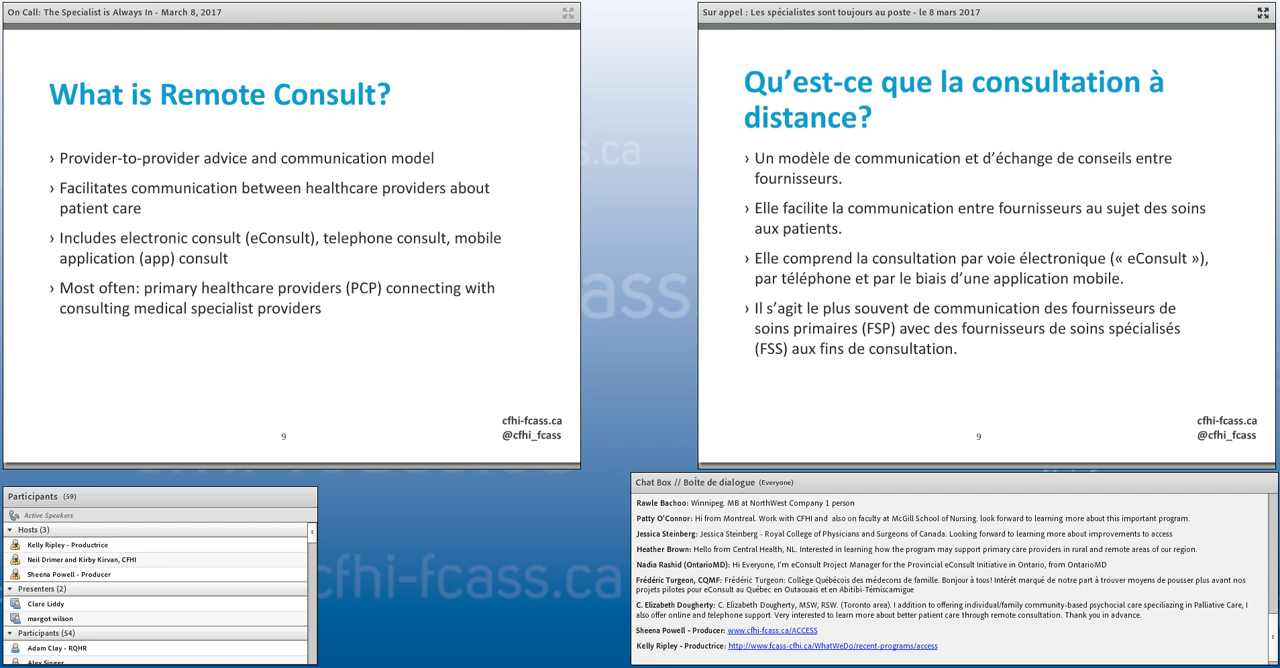 On Call: The Specialist is Always In - March 8, 2017
What is Remote Consult?
› Provider-to-provider advice and communication model
› Facilitates communication between healthcare providers about
patient care
› Includes electronic consult (eConsult), telephone consult, mobile
application (app) consult
› Most often: primary healthcare providers (PCP) connecting with
consulting medical specialist providers
cfhi-fcass.ca
@cfhi_fcass
9
Sur appel : Les spécialistes sont toujours au poste - le 8 mars 2017
Qu’est-ce que la consultation à
distance?
› Un modèle de communication et d’échange de conseils entre
fournisseurs.
› Elle facilite la communication entre fournisseurs au sujet des soins
aux patients.
› Elle comprend la consultation par voie électronique (« eConsult »),
par téléphone et par le biais d’une application mobile.
› Il s’agit le plus souvent de communication des fournisseurs de
soins primaires (FSP) avec des fournisseurs de soins spécialisés
(FSS) aux fins de consultation.
cfhi-fcass.ca
@cfhi_fcass
9
s.ca
ass.
cfhi-fcass.ca
Participants (59)
Active Speakers
Hosts (3)
Kelly Ripley - Productrice
Neil Drimer and Kirby Kirvan, CFHI
Sheena Powell - Producer
Presenters (2)
Clare Liddy
margot wilson
Participants (54)
Adam Clay - RQHR
Alex Singer
Chat Box // Boîte de dialogue (Everyone)
Rawle Bachoo: Winnipeg, MB at NorthWest Company 1 person
Patty O'Connor: Hi from Montreal. Work with CFHI and also on faculty at McGill School of Nursing. look forward to learning more about this important program.
Jessica Steinberg: Jessica Steinberg - Royal College of Physicians and Surgeons of Canada. Looking forward to learning more about improvements to access
Heather Brown: Hello from Central Health, NL. Interested in learning how the program may support primary care providers in rural and remote areas of our region.
Nadia Rashid (OntarioMD): Hi Everyone, I'm eConsult Project Manager for the Provincial eConsult Initiative in Ontario, from OntarioMD
Frédéric Turgeon, CQMF: Frédéric Turgeon: Collège Québécois des médecons de famille. Bonjour à tous! Intérêt marqué de notre part à trouver moyens de pousser plus avant nos
projets pilotes pour eConsult au Québec en Outaouais et en Abitibi-Témiscamigue
C. Elizabeth Dougherty: C. Elizabeth Dougherty, MSW, RSW. (Toronto area). I addition to offering individual/family community-based psychocial care speciliazing in Palliative Care, I
also offer online and telephone support. Very interested to learn more about better patient care through remote consultation. Thank you in advance.
Sheena Powell - Producer: www.cfhi-fcass.ca/ACCESS
Kelly Ripley - Productrice: http://www.fcass-cfhi.ca/WhatWeDo/recent-programs/access